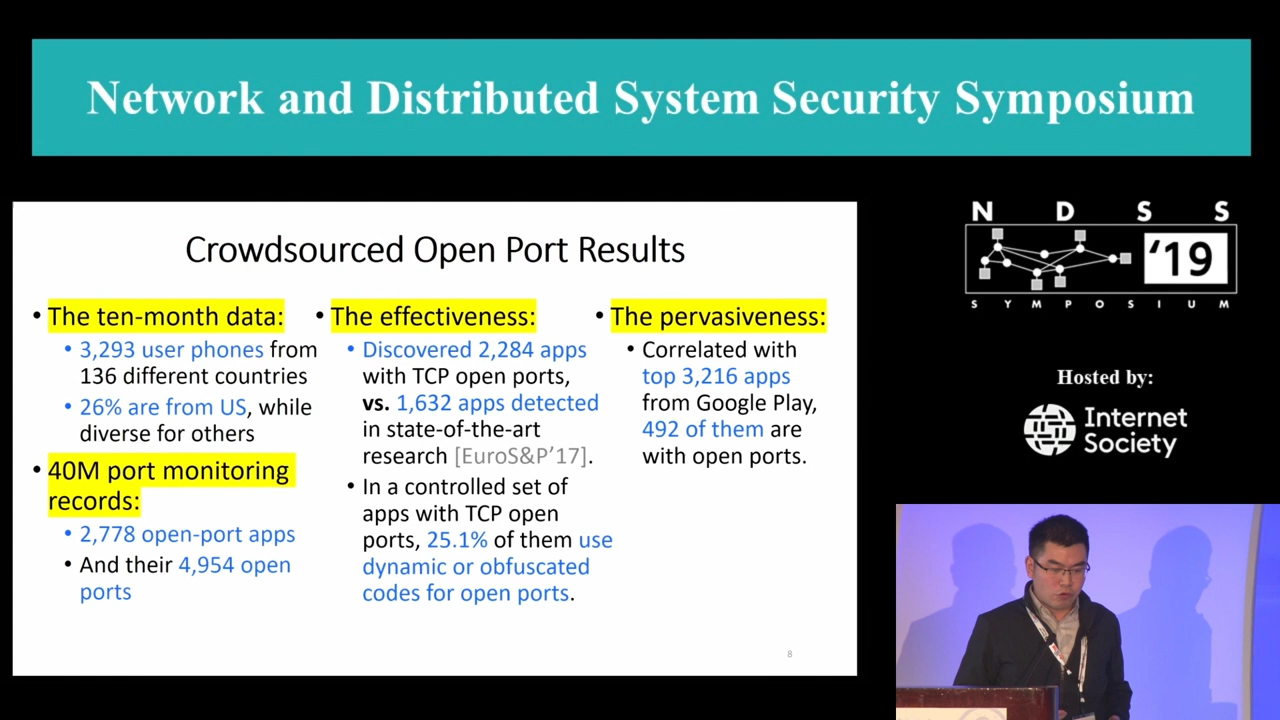 Network and Distributed System Security Symposium
Crowdsourced Open Port Results
• The ten-month data:
• 3,293 user phones from
136 different countries
• 26% are from US, while
diverse for others
• 40M port monitoring
records:
• 2,778 open-port apps
• And their 4,954 open
ports
• The effectiveness:
• Discovered 2,284 apps
with TCP open ports,
vs. 1,632 apps detected
in state-of-the-art
research [EuroS&P’17].
• In a controlled set of
apps with TCP open
ports, 25.1% of them use
dynamic or obfuscated
codes for open ports.
• The pervasiveness:
• Correlated with
top 3,216 apps
from Google Play,
492 of them are
with open ports.
8
N D S S
’19
S Y M P O S I U M
Hosted by:
Internet
Society